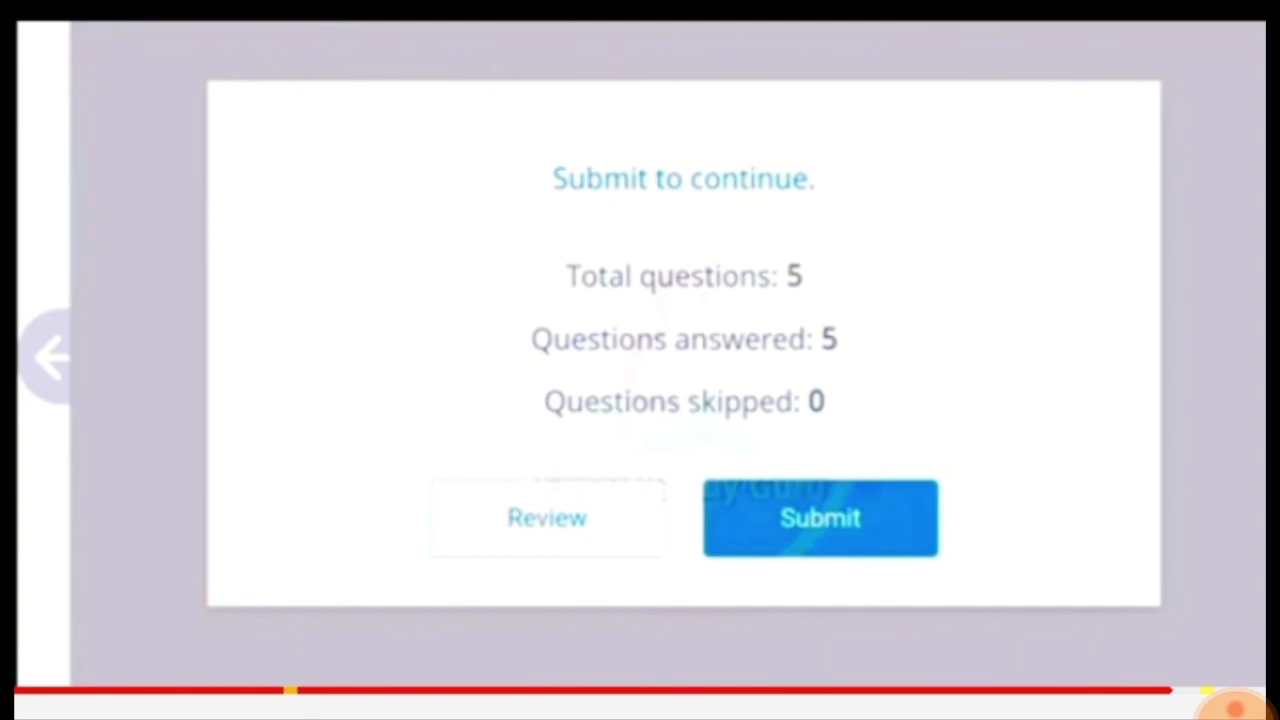 Submit to continue.
Total questions: 5
Questions answered: 5
Questions skipped: 0
Review
Submit